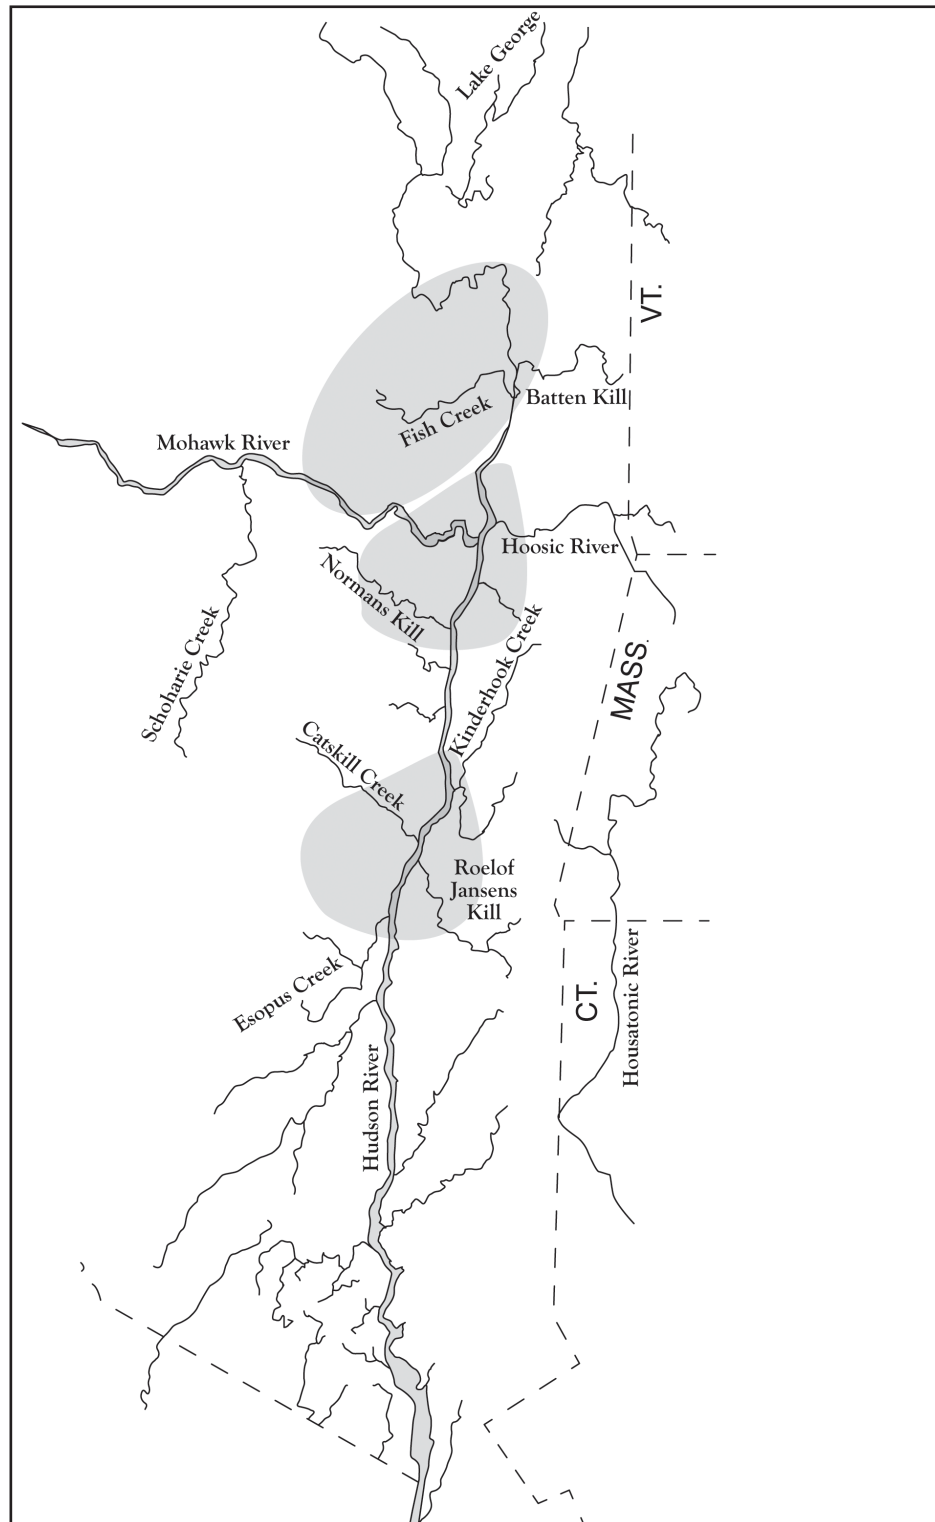 Lake George
VT.
Batten Kill
Fish Creek
Mohawk River
Hoosic River
Normans Kill
Schoharie Creek
Kinderhook Creek
MASS.
Catskill Creek
Roelof
Jansens
Kill
Esopus Creek
CT.
Housatonic River
Hudson River